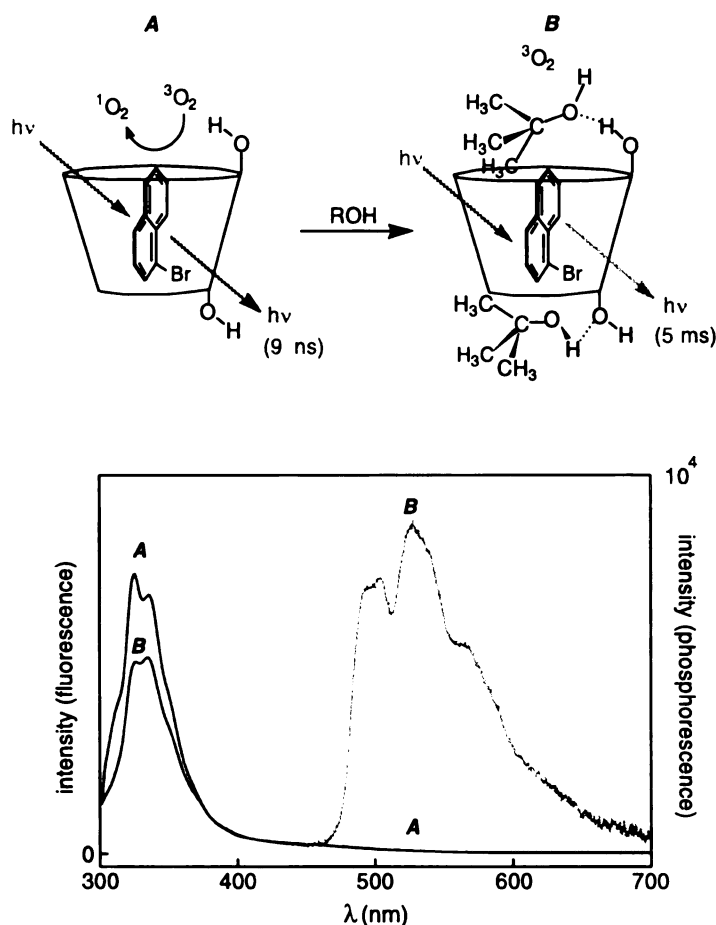 A
B
³O₂
H
¹O₂
³O₂
H₃C
O
H
H
O
H₃C
C
H
O
hν
H₃C
hν
ROH
Br
Br
hν
(9 ns)
O
H
H₃C
C
O
O
H
hν
(5 ms)
H₃C
H
CH₃
10⁴
intensity (fluorescence)
intensity (phosphorescence)
A
B
B
A
0
300
400
500
600
700
λ (nm)